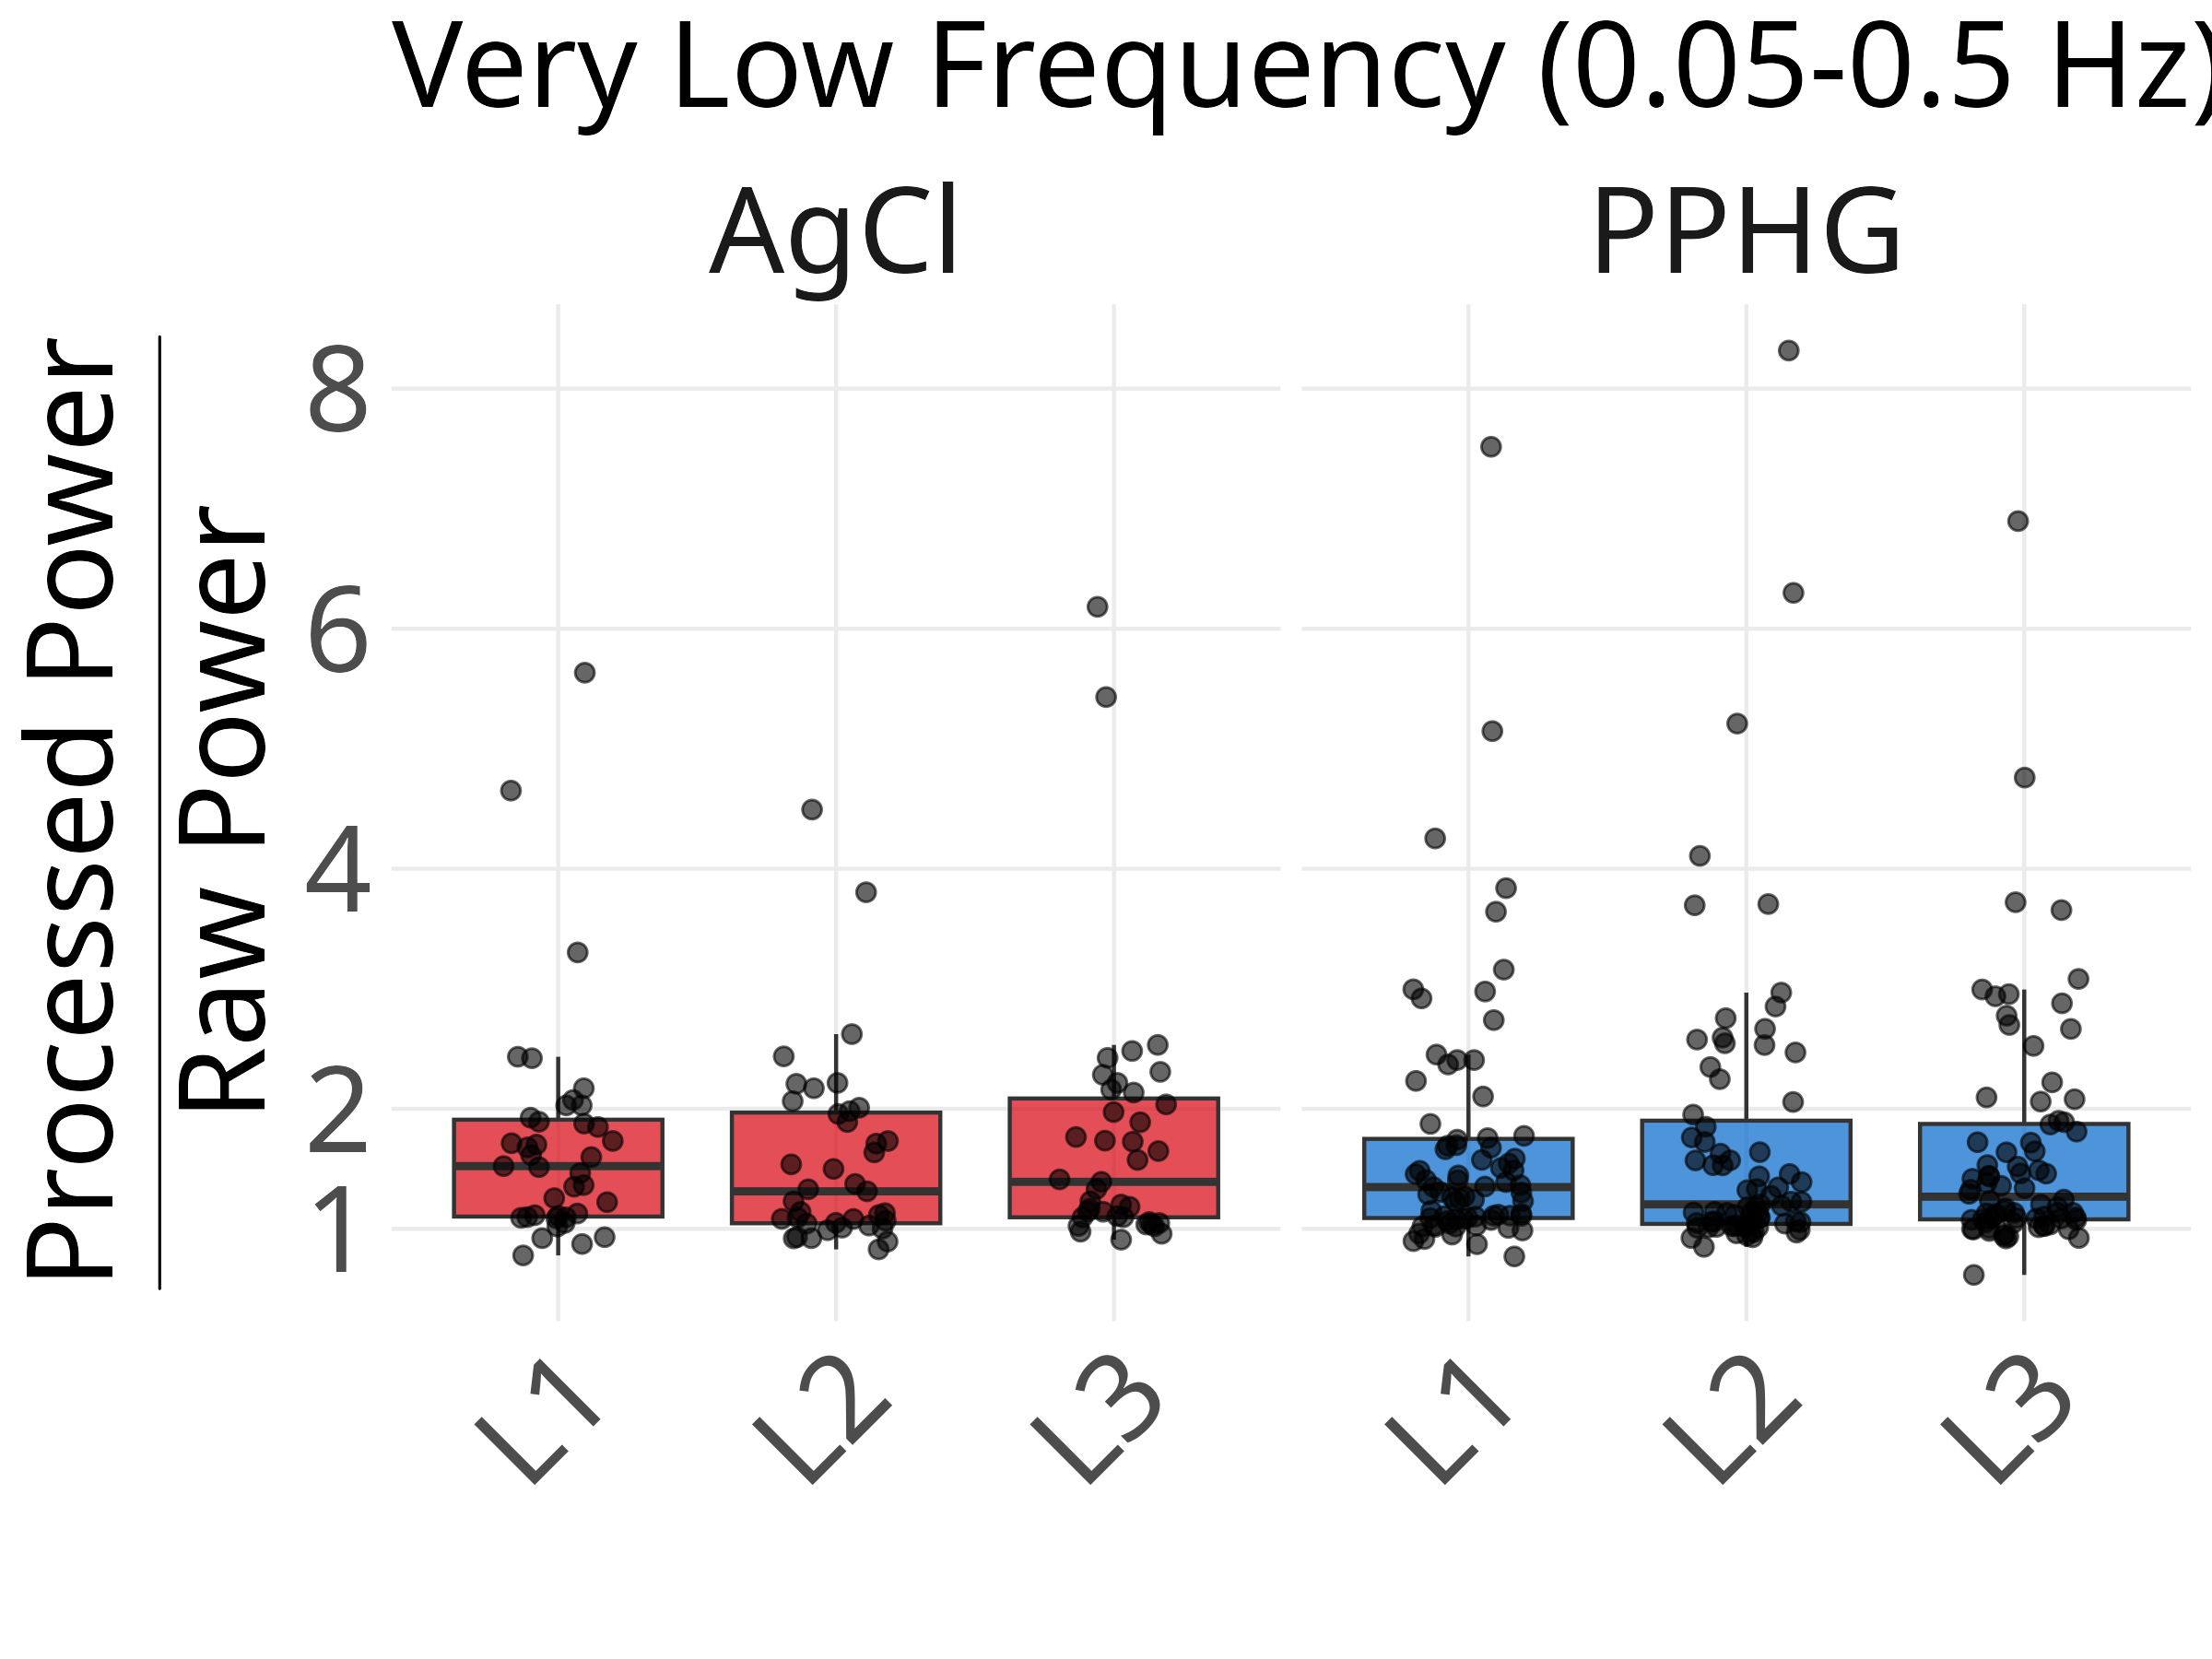 Very Low Frequency (0.05-0.5 Hz)
AgCl
PPHG
Processed Power
Raw Power
8
6
4
2
1
L1
L2
L3
L1
L2
L3